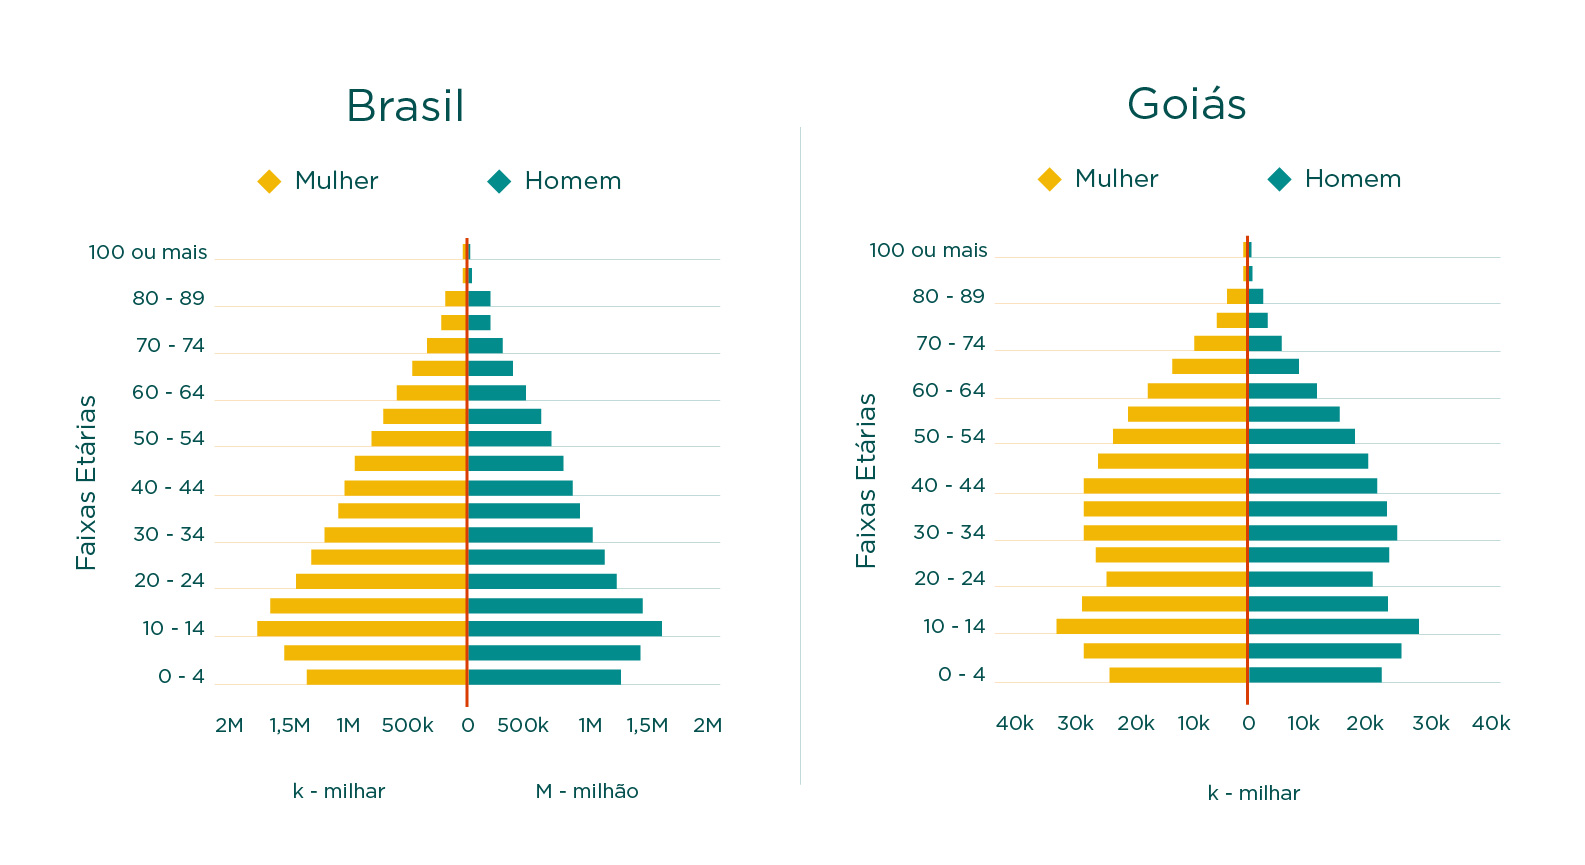 Brasil
Mulher
Homem
Faixas Etárias
100 ou mais
80 - 89
70 - 74
60 - 64
50 - 54
40 - 44
30 - 34
20 - 24
10 - 14
0 - 4
2M 1,5M 1M 500k 0 500k 1M 1,5M 2M
k - milhar
M - milhão
Goiás
Mulher
Homem
Faixas Etárias
100 ou mais
80 - 89
70 - 74
60 - 64
50 - 54
40 - 44
30 - 34
20 - 24
10 - 14
0 - 4
40k 30k 20k 10k 0 10k 20k 30k 40k
k - milhar